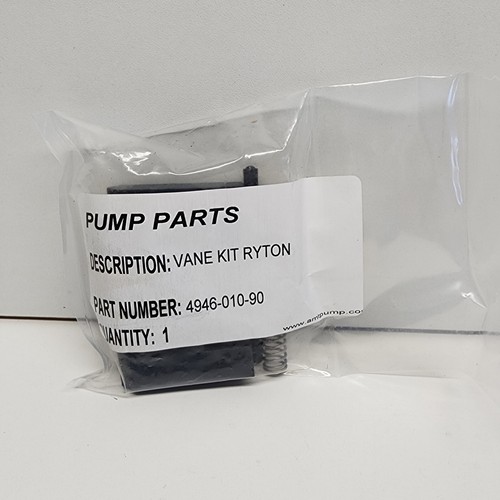 PUMP PARTS
DESCRIPTION: VANE KIT RYTON
PART NUMBER: 4946-010-90
QUANTITY: 1